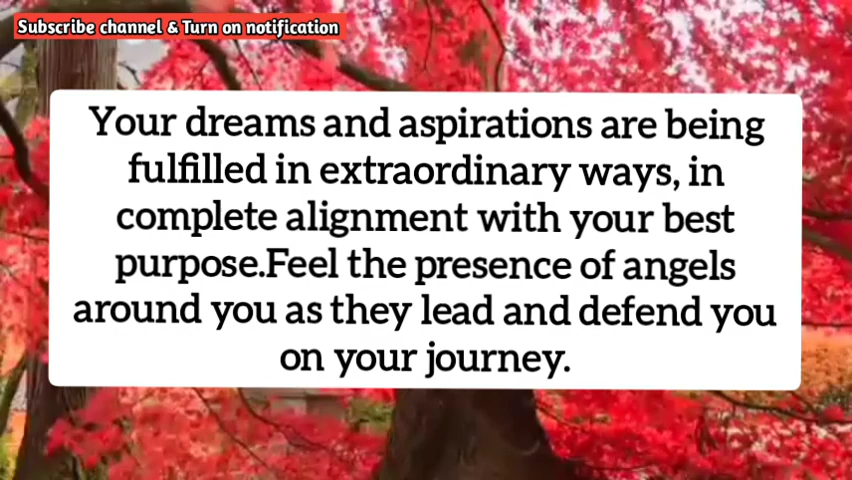 Subscribe channel & Turn on notification
Your dreams and aspirations are being
fulfilled in extraordinary ways, in
complete alignment with your best
purpose.Feel the presence of angels
around you as they lead and defend you
on your journey.